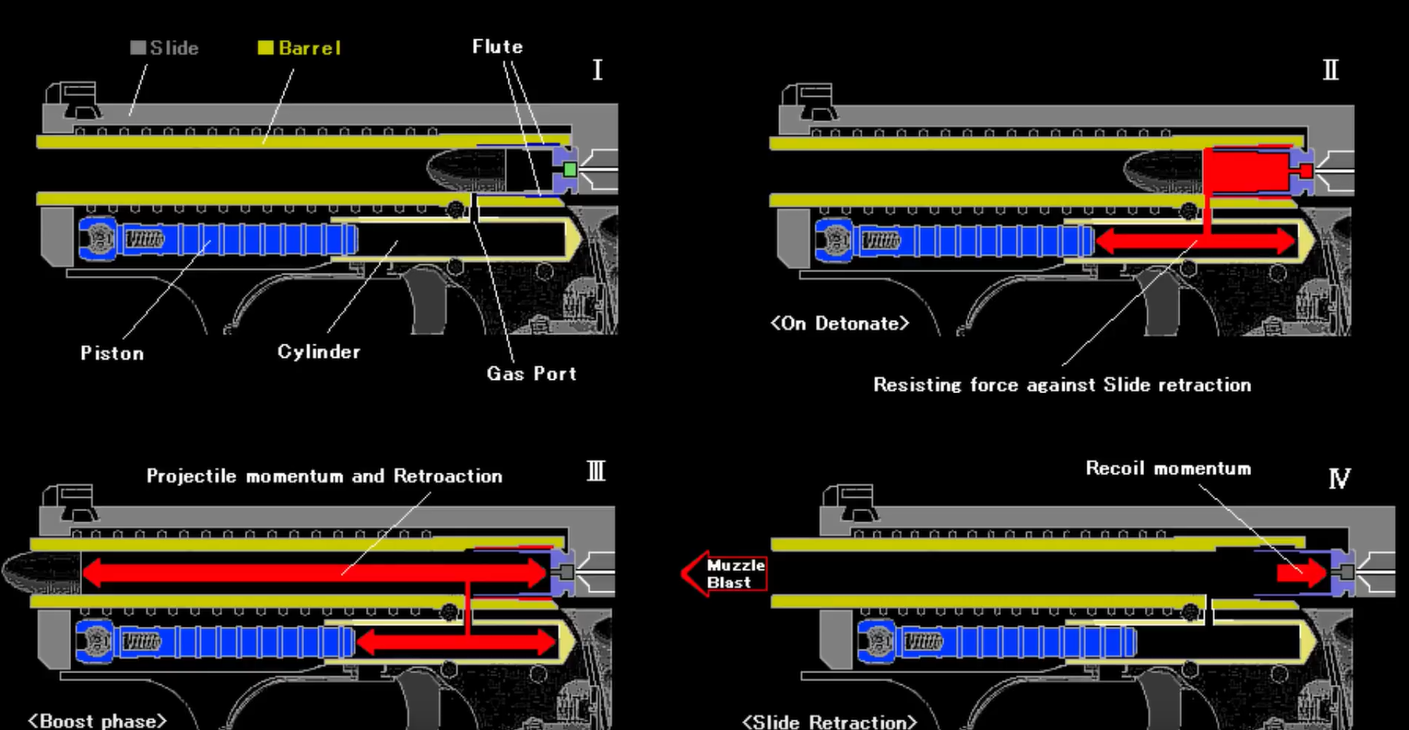 Slide
Barrel
Flute
Ⅰ
Piston
Cylinder
Gas Port
Ⅱ
<On Detonate>
Resisting force against Slide retraction
Projectile momentum and Retroaction
Ⅲ
<Boost phase>
Recoil momentum
Ⅳ
Muzzle
Blast
<Slide Retraction>